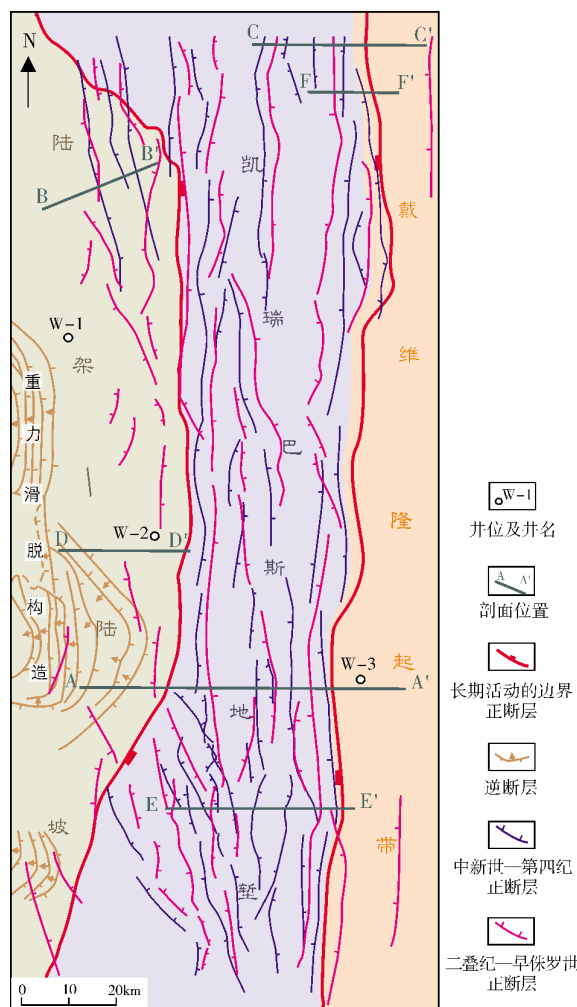 N
C
C'
F
F'
B
B'
W-1
W-2
D
D'
W-3
A
A'
E
E'
陆
架
—
陆
坡
凯
瑞
巴
斯
地
堑
戴
维
隆
起
带
重
力
滑
脱
构
造
0
10
20km
W-1
井位及井名
A
A'
剖面位置
长期活动的边界
正断层
逆断层
中新世—第四纪
正断层
二叠纪—早侏罗世
正断层